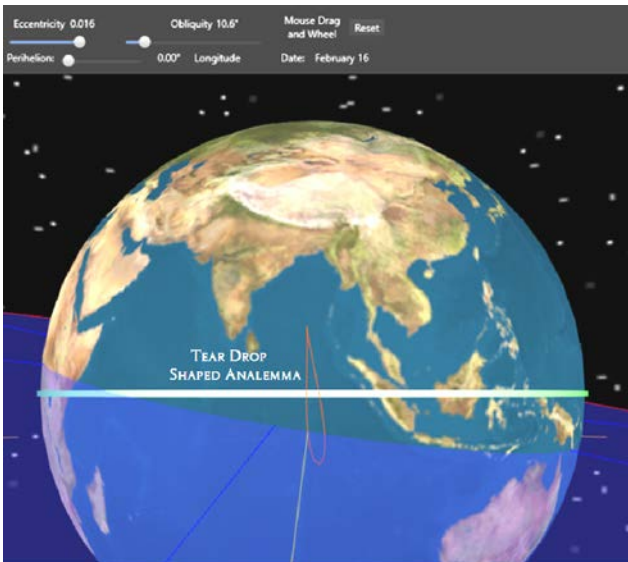 Eccentricity 0.016
Obliquity 10.6°
Mouse Drag
and Wheel
Reset
Perihelion:
0.00° Longitude
Date: February 16
TEAR DROP
SHAPED ANALEMMA